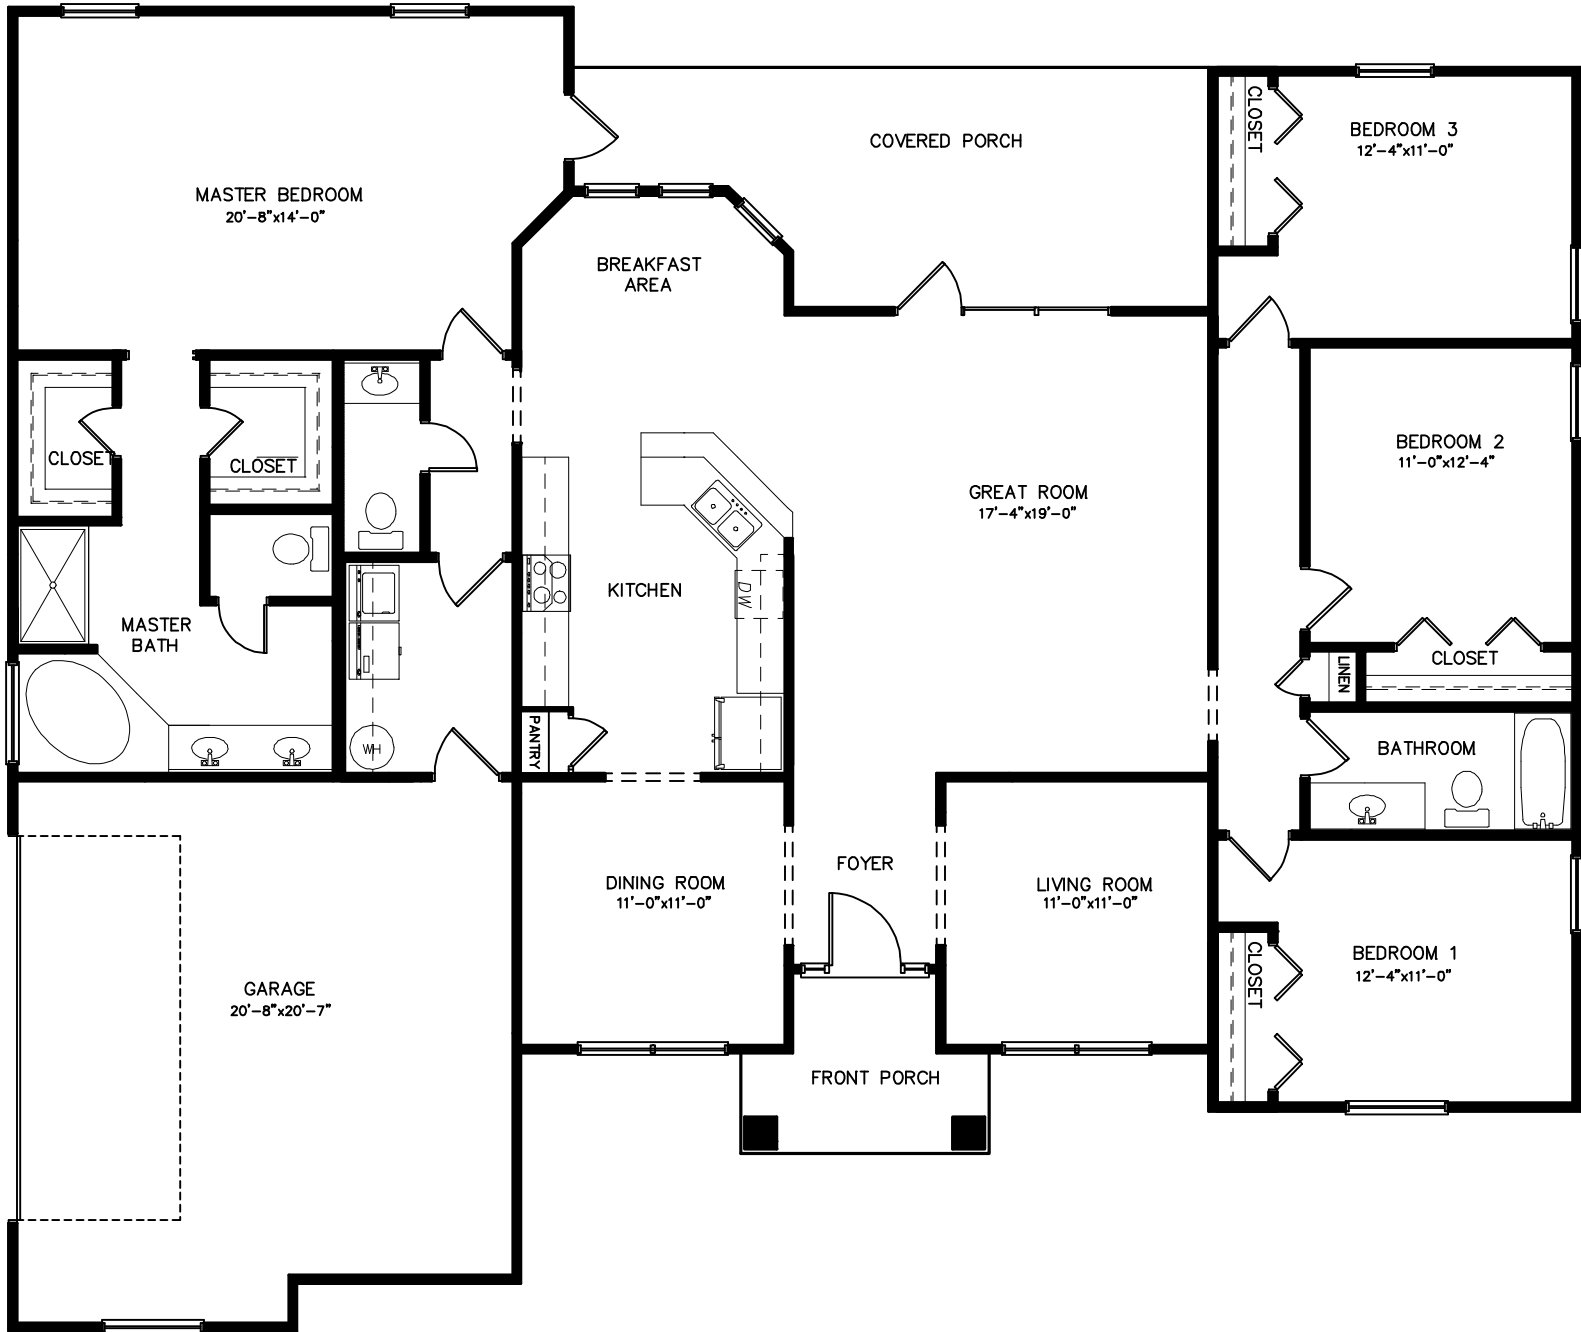 CLOSET
BEDROOM 3
12'-4"x11'-0"
COVERED PORCH
MASTER BEDROOM
20'-8"x14'-0"
BREAKFAST
AREA
BEDROOM 2
11'-0"x12'-4"
CLOSET
CLOSET
GREAT ROOM
17'-4"x19'-0"
KITCHEN
DW
MASTER
BATH
CLOSET
LINEN
PANTRY
WH
BATHROOM
FOYER
DINING ROOM
11'-0"x11'-0"
LIVING ROOM
11'-0"x11'-0"
CLOSET
BEDROOM 1
12'-4"x11'-0"
GARAGE
20'-8"x20'-7"
FRONT PORCH